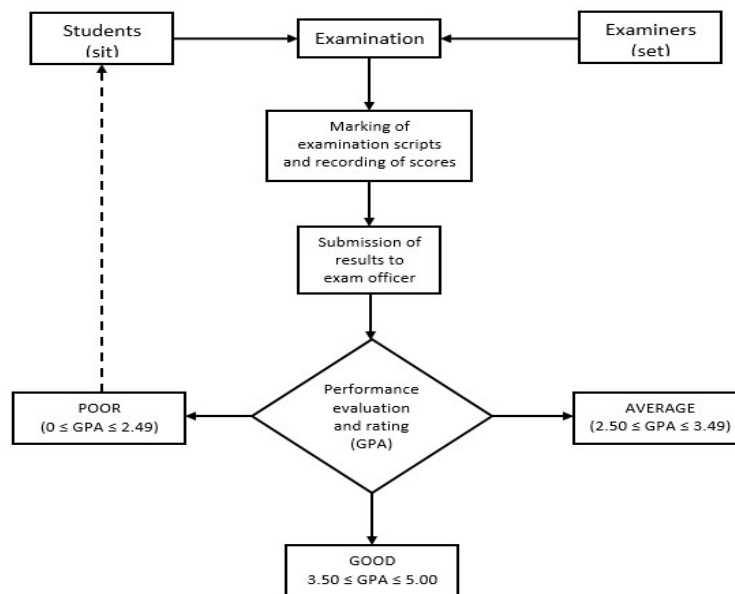 Students
(sit)
Examination
Examiners
(set)
Marking of
examination scripts
and recording of scores
Submission of
results to
exam officer
Performance
evaluation
and rating
(GPA)
POOR
(0 ≤ GPA ≤ 2.49)
AVERAGE
(2.50 ≤ GPA ≤ 3.49)
GOOD
3.50 ≤ GPA ≤ 5.00